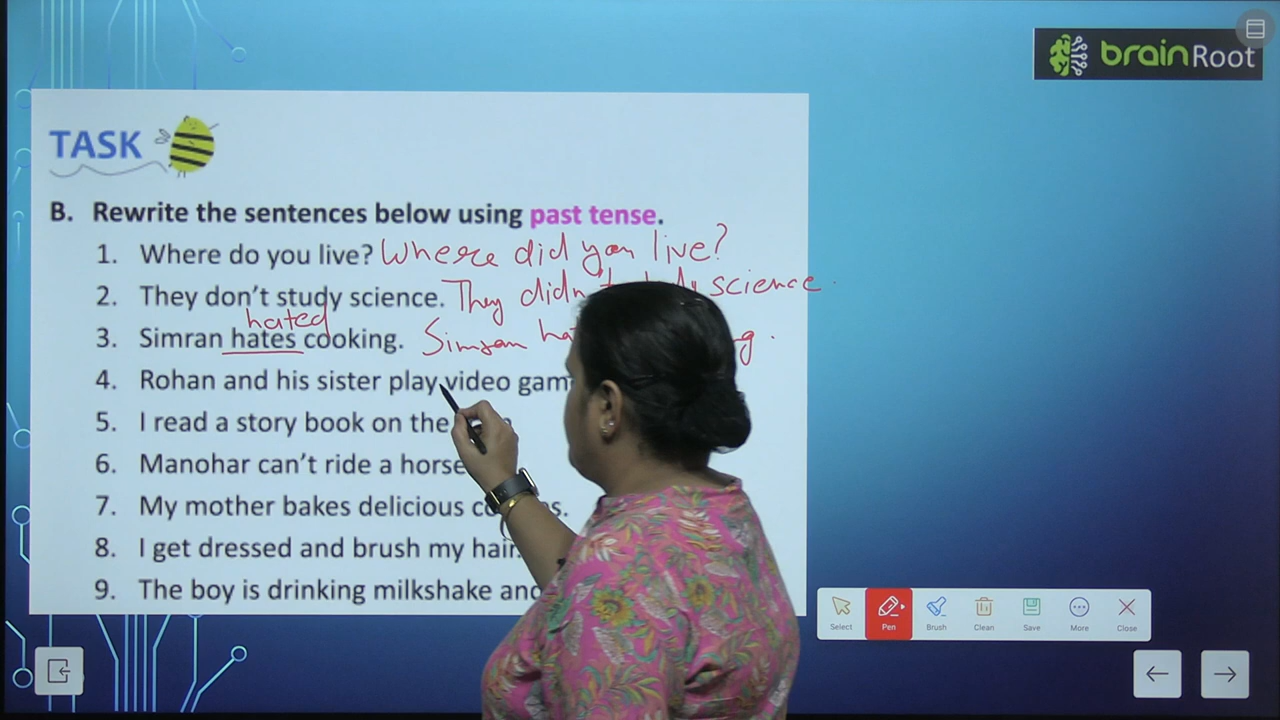 brainRoot
TASK
B. Rewrite the sentences below using past tense.
1. Where do you live? Where did you live?
2. They don't study science. They didn't study science.
hated
3. Simran hates cooking. Simran
4. Rohan and his sister play video
5. I read a story book on the
6. Manohar can't ride a horse
7. My mother bakes delicious
8. I get dressed and brush my hair
9. The boy is drinking milkshake and
Select Pen Brush Clean Save More Close